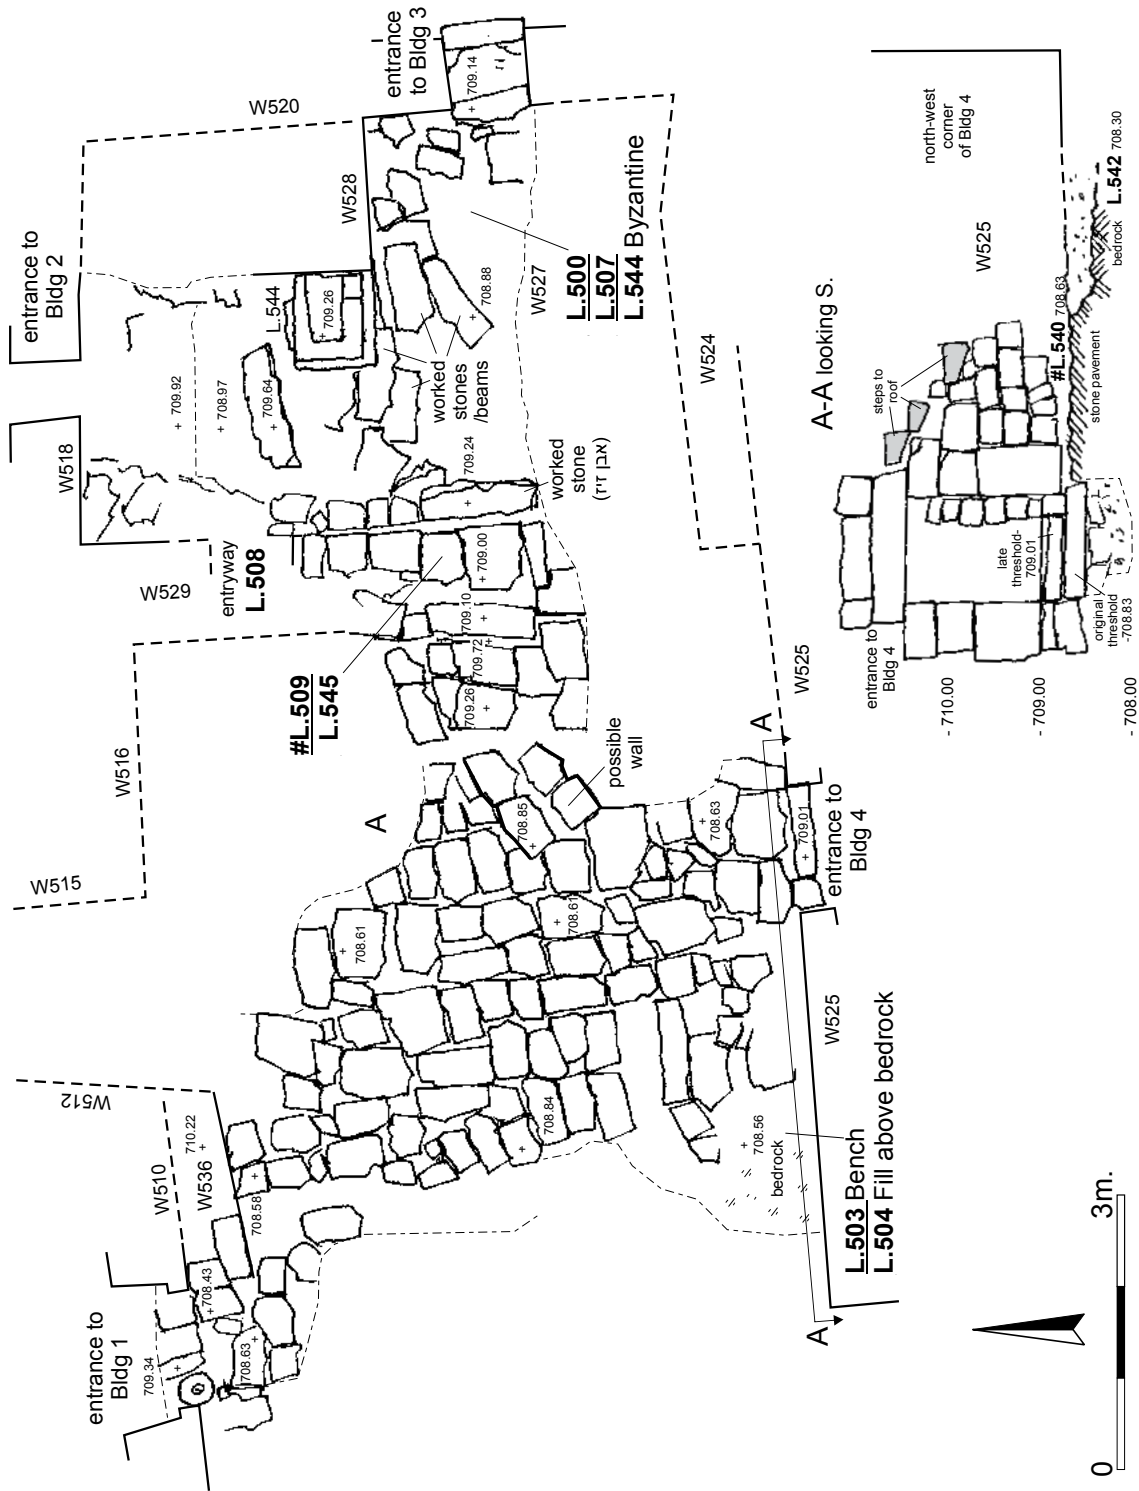 entrance to
Bldg 3
+ 709.14
W520
entrance to
Bldg 2
W528
L.544
+ 709.26
+ 708.88
W527
L.500
L.507
L.544 Byzantine
W524
+ 709.92
+ 708.97
+ 709.64
worked
stones
/beams
W518
709.24
+
worked
stone
(אבן זיז)
+ 709.00
entryway
L.508
W529
709.10
+
709.72
+
709.26
+
#L.509
L.545
W516
W525
A
A
possible
wall
W515
708.85
+
708.63
+
+ 709.01
entrance to
Bldg 4
708.61
+
708.61
+
W525
W512
W510
710.22
+
W536
+
708.58
708.84
+
+
708.56
bedrock
L.503 Bench
L.504 Fill above bedrock
+ 708.43
entrance to
Bldg 1
709.34
+
708.63
+
A
0
3m.
A-A looking S.
north-west
corner
of Bldg 4
W525
steps to
roof
#L.540 708.63
L.542 708.30
bedrock
stone pavement
late
threshold-
709.01
original
threshold
-708.83
entrance to
Bldg 4
- 710.00
- 709.00
- 708.00